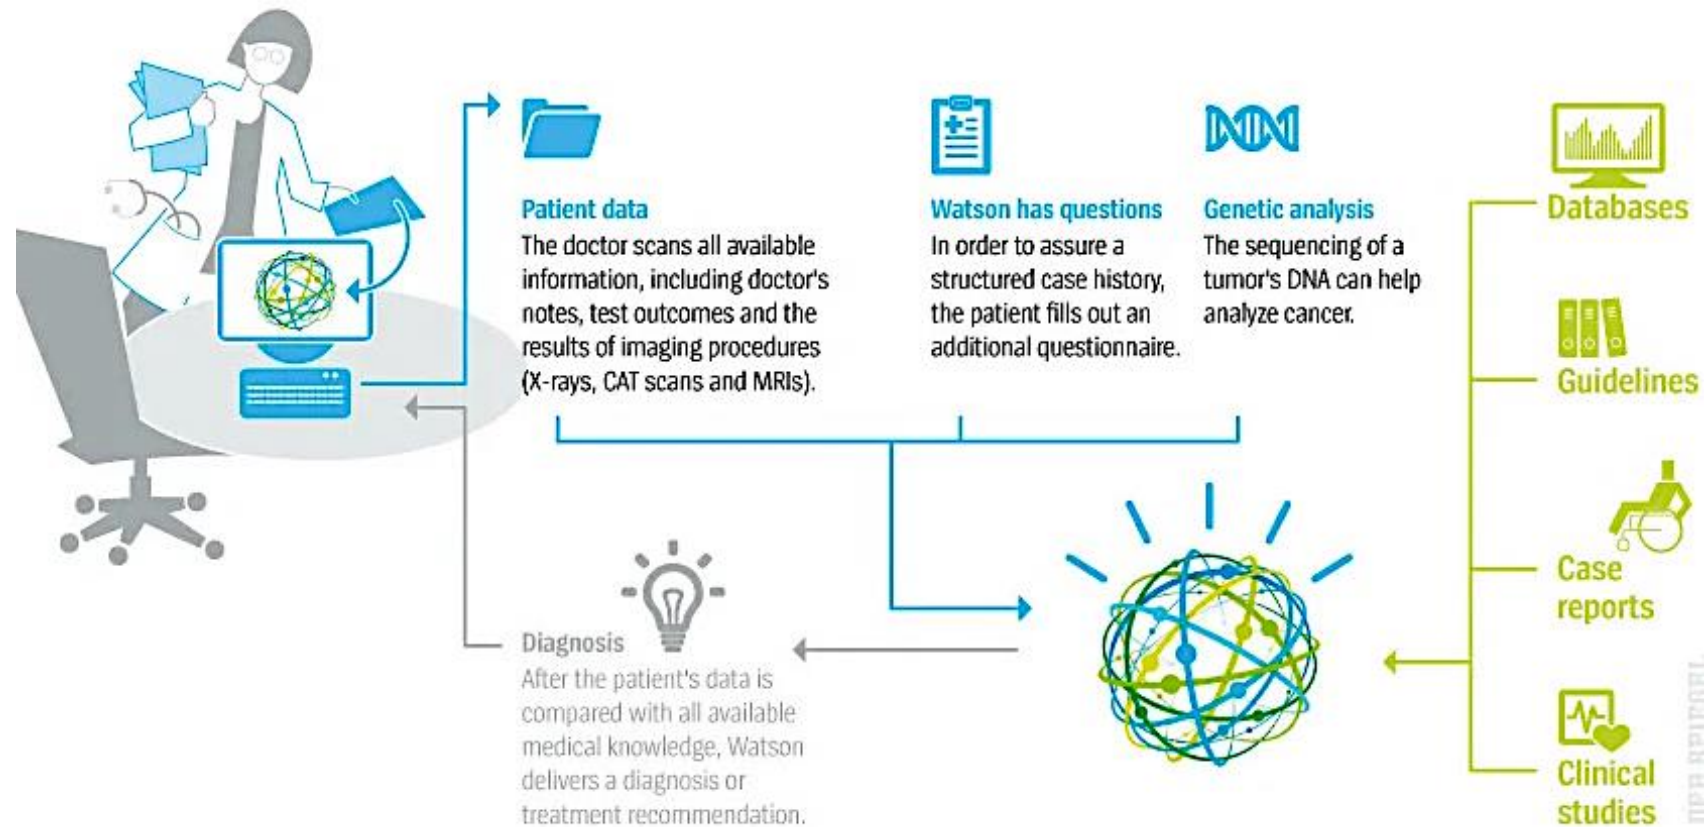 Patient data
The doctor scans all available
information, including doctor's
notes, test outcomes and the
results of imaging procedures
(X-rays, CAT scans and MRIs).
Watson has questions
In order to assure a
structured case history,
the patient fills out an
additional questionnaire.
Genetic analysis
The sequencing of a
tumor's DNA can help
analyze cancer.
Databases
Guidelines
Case
reports
Clinical
studies
Diagnosis
After the patient's data is
compared with all available
medical knowledge, Watson
delivers a diagnosis or
treatment recommendation.